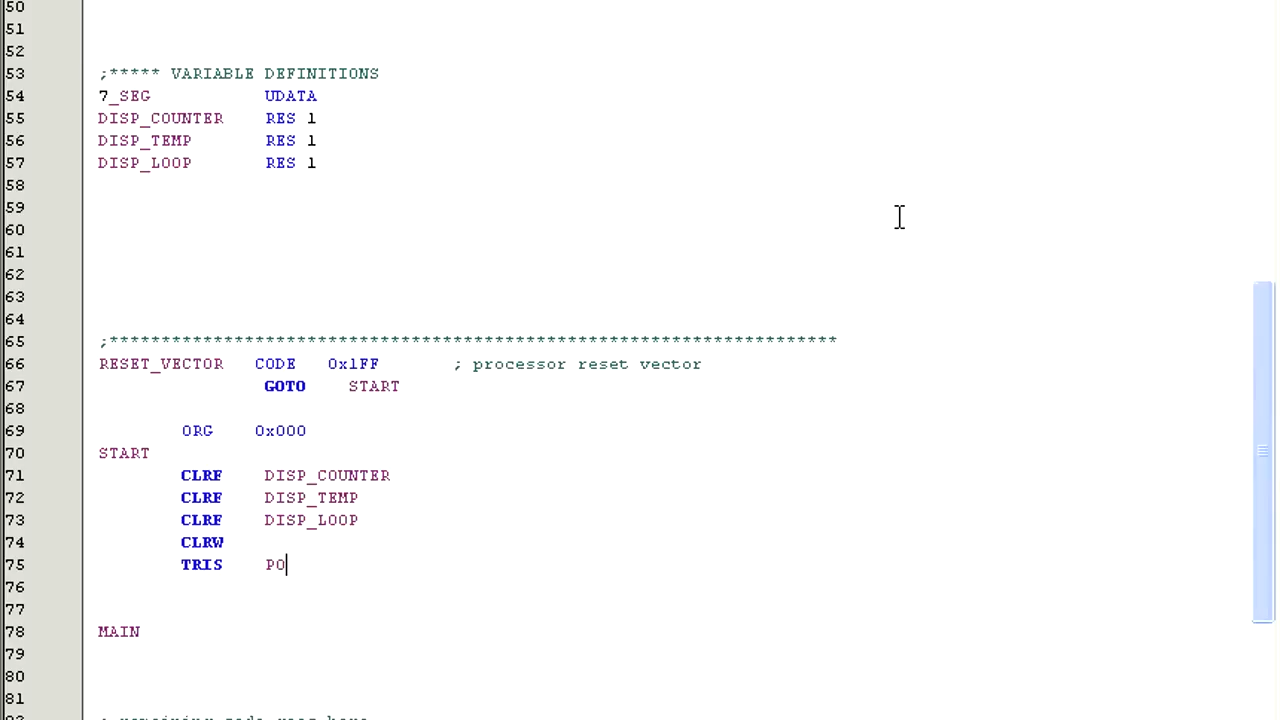 50
51
52
53 ;***** VARIABLE DEFINITIONS
54 7_SEG UDATA
55 DISP_COUNTER RES 1
56 DISP_TEMP RES 1
57 DISP_LOOP RES 1
58
59
60
61
62
63
64
65 ;**********************************************************************
66 RESET_VECTOR CODE 0x1FF ; processor reset vector
67 GOTO START
68
69 ORG 0x000
70 START
71 CLRF DISP_COUNTER
72 CLRF DISP_TEMP
73 CLRF DISP_LOOP
74 CLRW
75 TRIS PO
76
77
78 MAIN
79
80
81